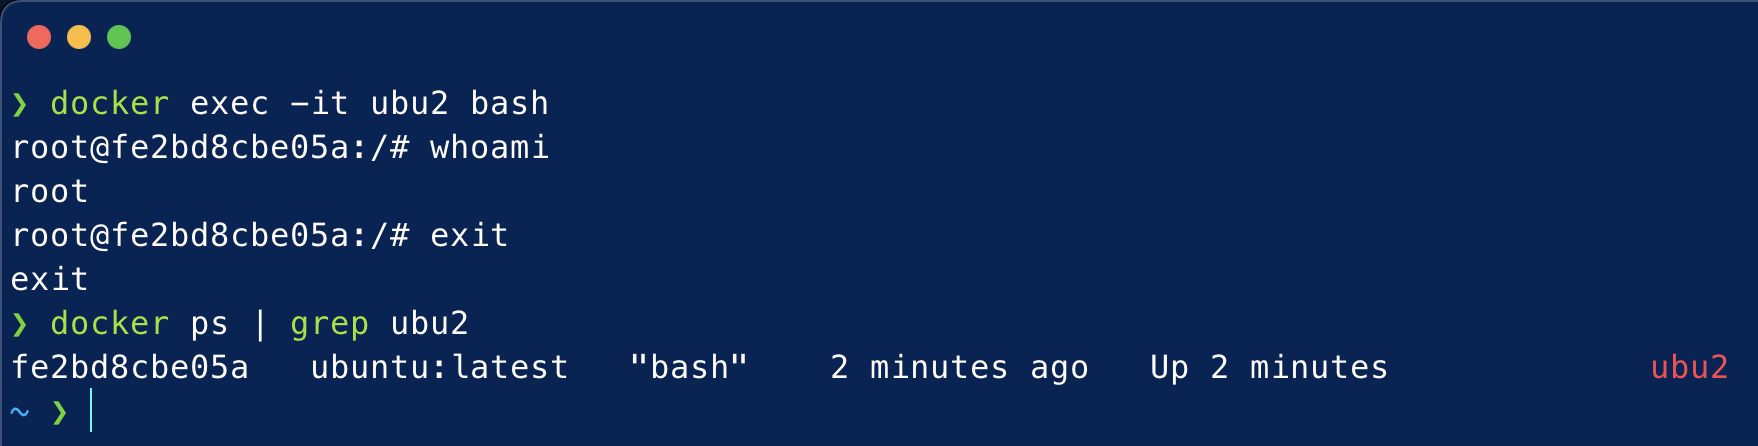 ❯ docker exec -it ubu2 bash
root@fe2bd8cbe05a:/# whoami
root
root@fe2bd8cbe05a:/# exit
exit
❯ docker ps | grep ubu2
fe2bd8cbe05a   ubuntu:latest   "bash"    2 minutes ago   Up 2 minutes             ubu2
~ ❯